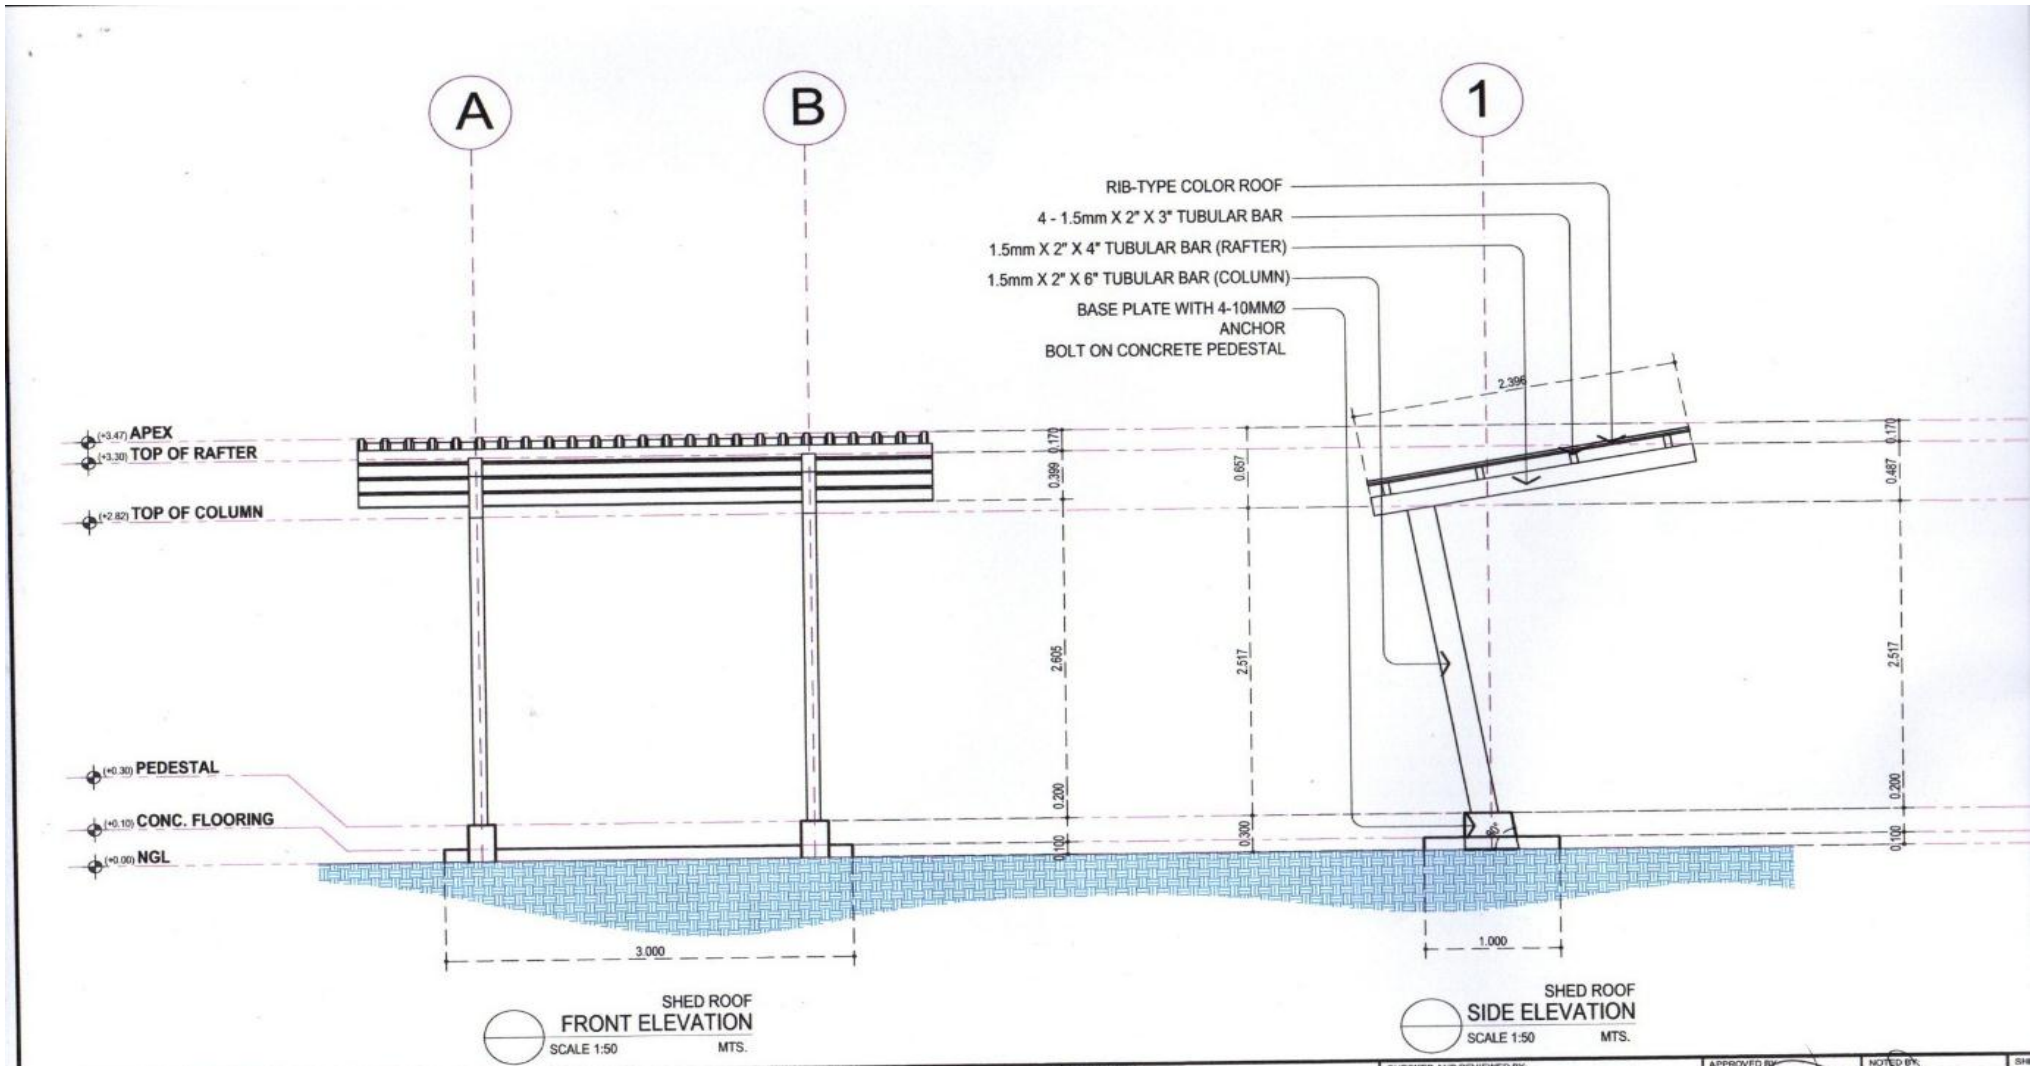 A
B
1
RIB-TYPE COLOR ROOF
4 - 1.5mm X 2" X 3" TUBULAR BAR
1.5mm X 2" X 4" TUBULAR BAR (RAFTER)
1.5mm X 2" X 6" TUBULAR BAR (COLUMN)
BASE PLATE WITH 4-10MMØ
ANCHOR
BOLT ON CONCRETE PEDESTAL
2.396
(+3.47) APEX
(+3.30) TOP OF RAFTER
(+2.82) TOP OF COLUMN
(+0.30) PEDESTAL
(+0.10) CONC. FLOORING
(+0.00) NGL
0.170
0.399
2.605
0.200
0.100
0.657
2.517
0.300
0.170
0.487
2.517
0.200
0.100
3.000
1.000
SHED ROOF
FRONT ELEVATION
SCALE 1:50 MTS.
SHED ROOF
SIDE ELEVATION
SCALE 1:50 MTS.
APPROVED BY:
NOTED BY: